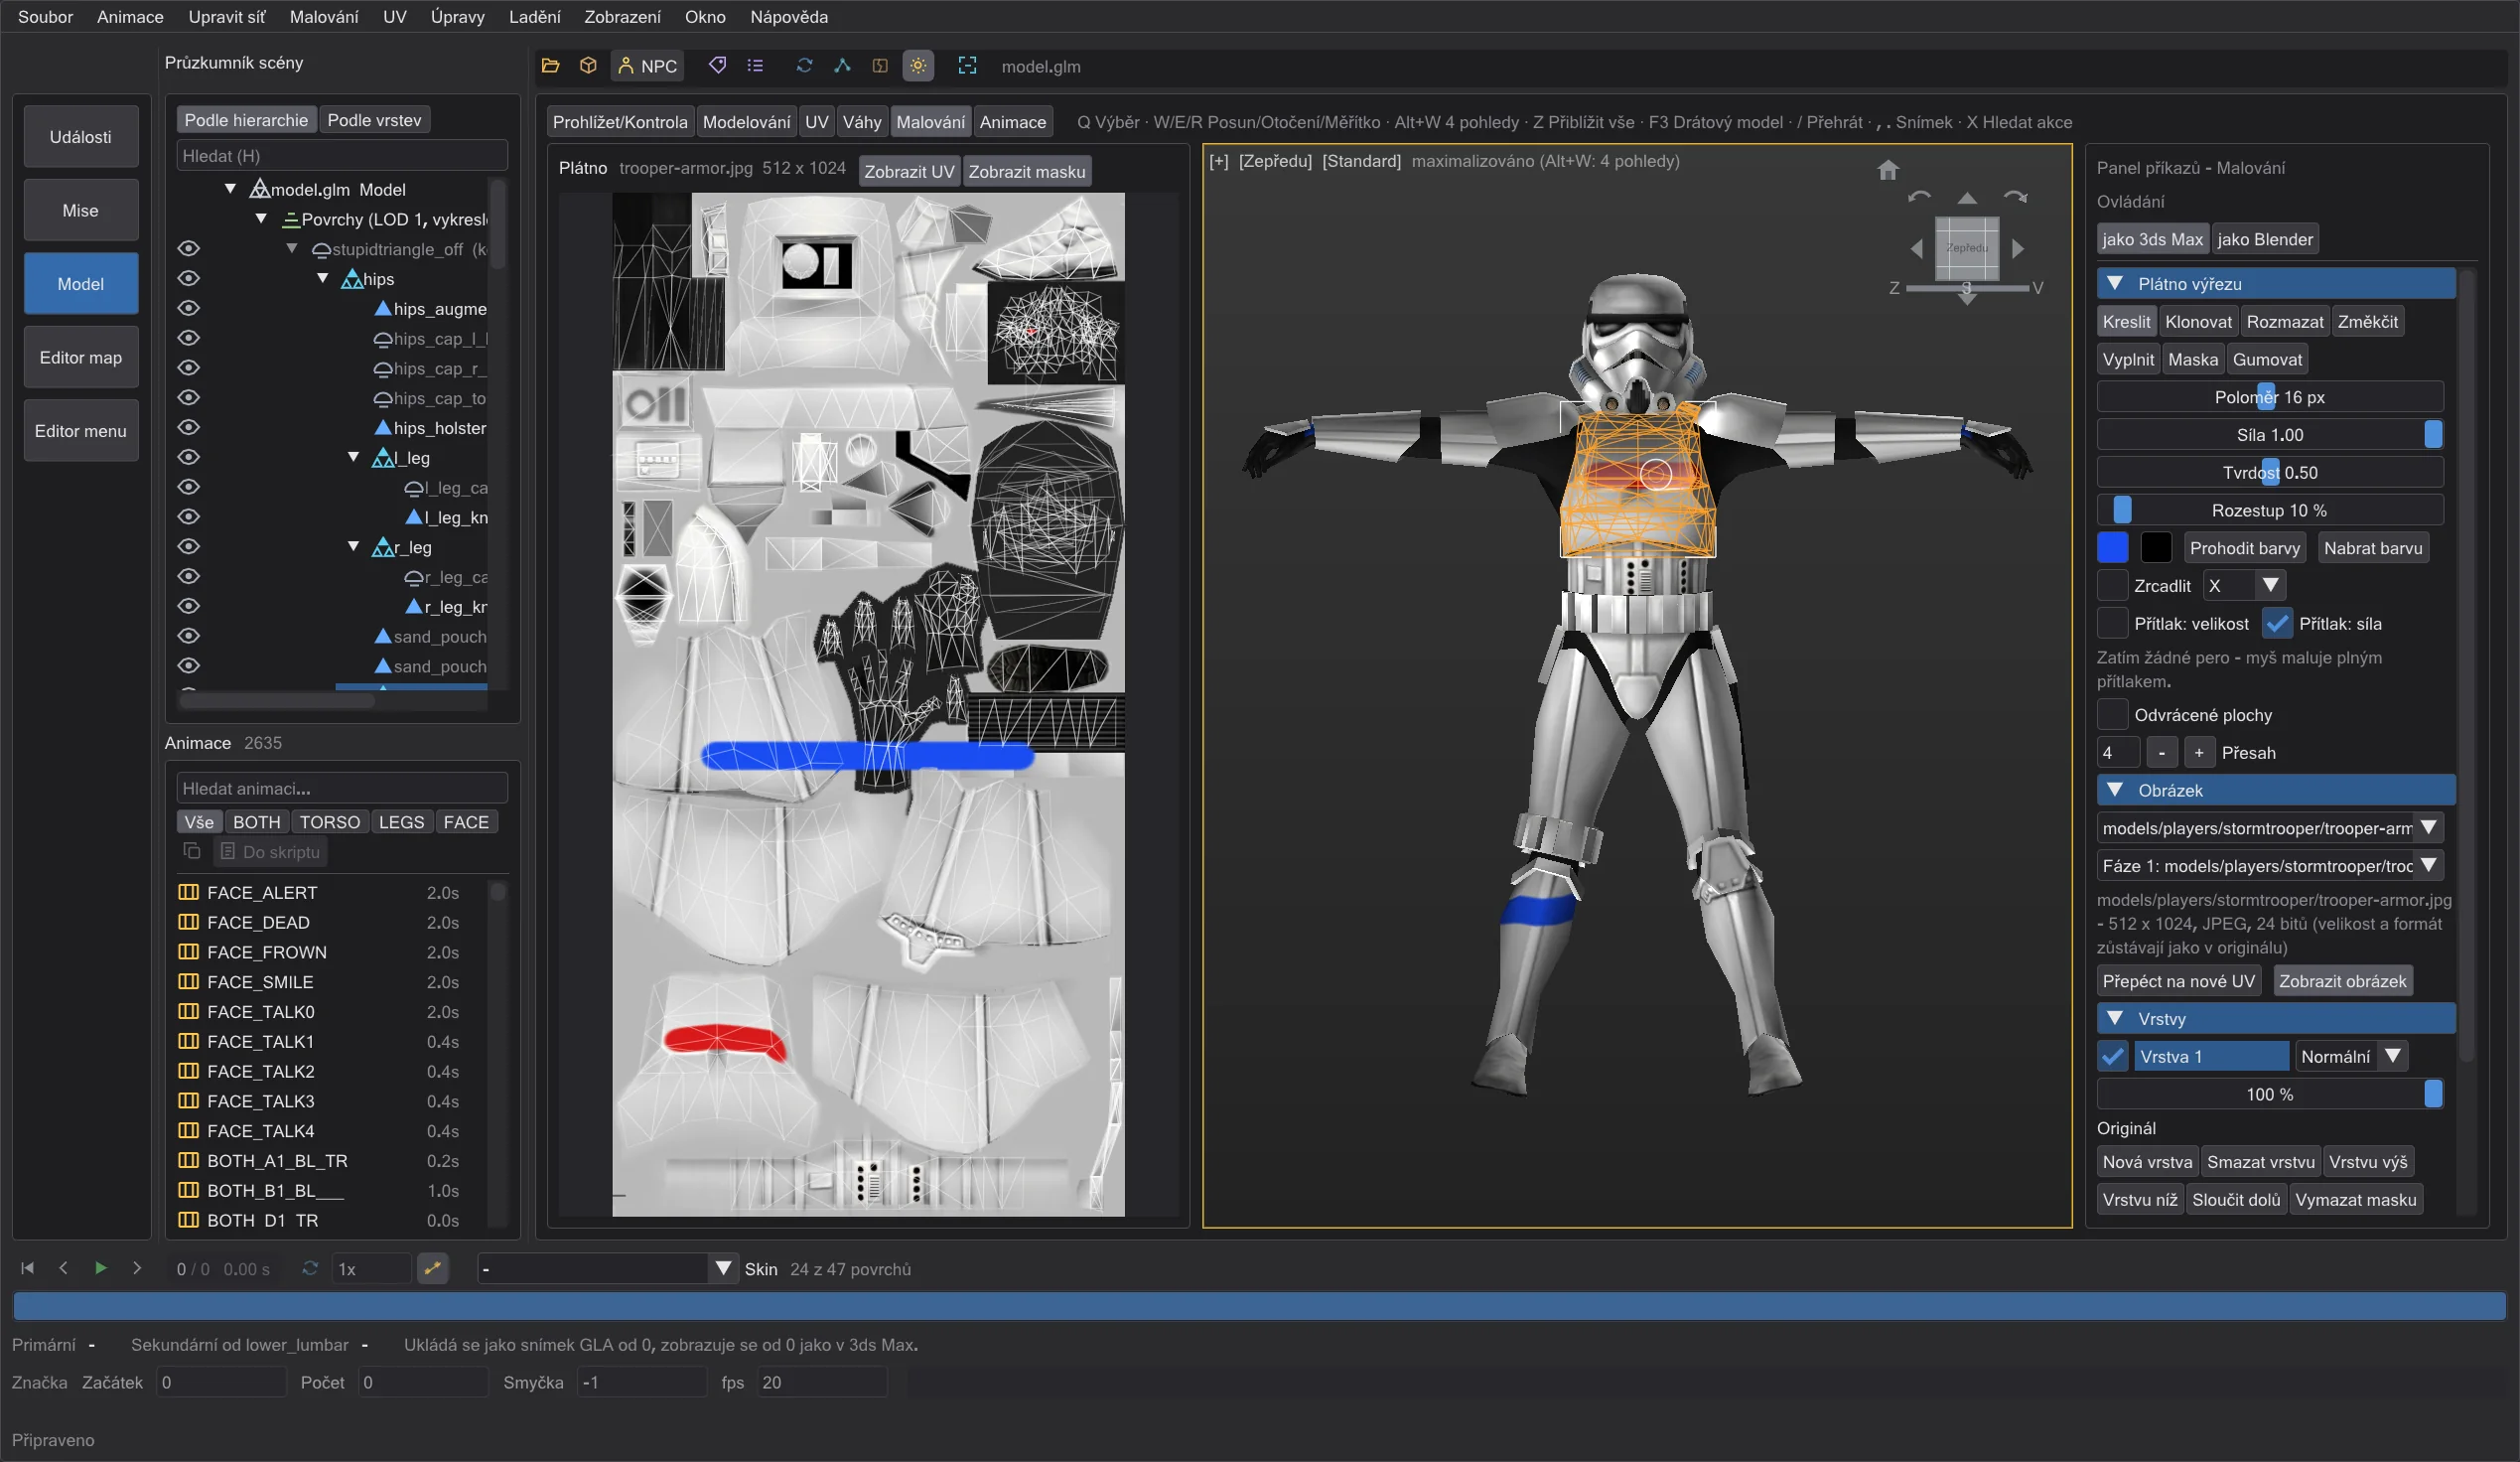 Soubor Animace Upravit síť Malování UV Úpravy Ladění Zobrazení Okno Nápověda
Průzkumník scény
NPC model.glm
Události
Mise
Model
Editor map
Editor menu
Podle hierarchie Podle vrstev
Hledat (H)
model.glm Model
Povrchy (LOD 1, vykresle
stupidtriangle_off (k
hips
hips_augme
hips_cap_l_l
hips_cap_r_
hips_cap_to
hips_holster
l_leg
l_leg_ca
l_leg_kn
r_leg
r_leg_ca
r_leg_kr
sand_pouch
sand_pouch
Animace 2635
Hledat animaci...
Vše BOTH TORSO LEGS FACE
Do skriptu
FACE_ALERT 2.0s
FACE_DEAD 2.0s
FACE_FROWN 2.0s
FACE_SMILE 2.0s
FACE_TALK0 2.0s
FACE_TALK1 0.4s
FACE_TALK2 0.4s
FACE_TALK3 0.4s
FACE_TALK4 0.4s
BOTH_A1_BL_TR 0.2s
BOTH_B1_BL___ 1.0s
BOTH_D1_TR 0.0s
Prohlížet/Kontrola Modelování UV Váhy Malování Animace Q Výběr · W/E/R Posun/Otočení/Měřítko · Alt+W 4 pohledy · Z Přiblížit vše · F3 Drátový model · / Přehrát · , . Snímek · X Hledat akce
Plátno trooper-armor.jpg 512 x 1024 Zobrazit UV Zobrazit masku
[+] [Zepředu] [Standard] maximalizováno (Alt+W: 4 pohledy)
Zepředu
Z S V
Panel příkazů - Malování
Ovládání
jako 3ds Max jako Blender
Plátno výřezu
Kreslit Klonovat Rozmazat Změkčit
Vyplnit Maska Gumovat
Poloměr 16 px
Síla 1.00
Tvrdost 0.50
Rozestup 10 %
Prohodit barvy Nabrat barvu
Zrcadlit X
Přítlak: velikost Přítlak: síla
Zatím žádné pero - myš maluje plným
přítlakem.
Odvrácené plochy
4 - + Přesah
Obrázek
models/players/stormtrooper/trooper-arm
Fáze 1: models/players/stormtrooper/troc
models/players/stormtrooper/trooper-armor.jpg
- 512 x 1024, JPEG, 24 bitů (velikost a formát
zůstávají jako v originálu)
Přepéct na nové UV Zobrazit obrázek
Vrstvy
Vrstva 1 Normální
100 %
Originál
Nová vrstva Smazat vrstvu Vrstvu výš
Vrstvu níž Sloučit dolů Vymazat masku
0 / 0 0.00 s 1x - Skin 24 z 47 povrchů
Primární - Sekundární od lower_lumbar - Ukládá se jako snímek GLA od 0, zobrazuje se od 0 jako v 3ds Max.
Značka Začátek 0 Počet 0 Smyčka -1 fps 20
Připraveno